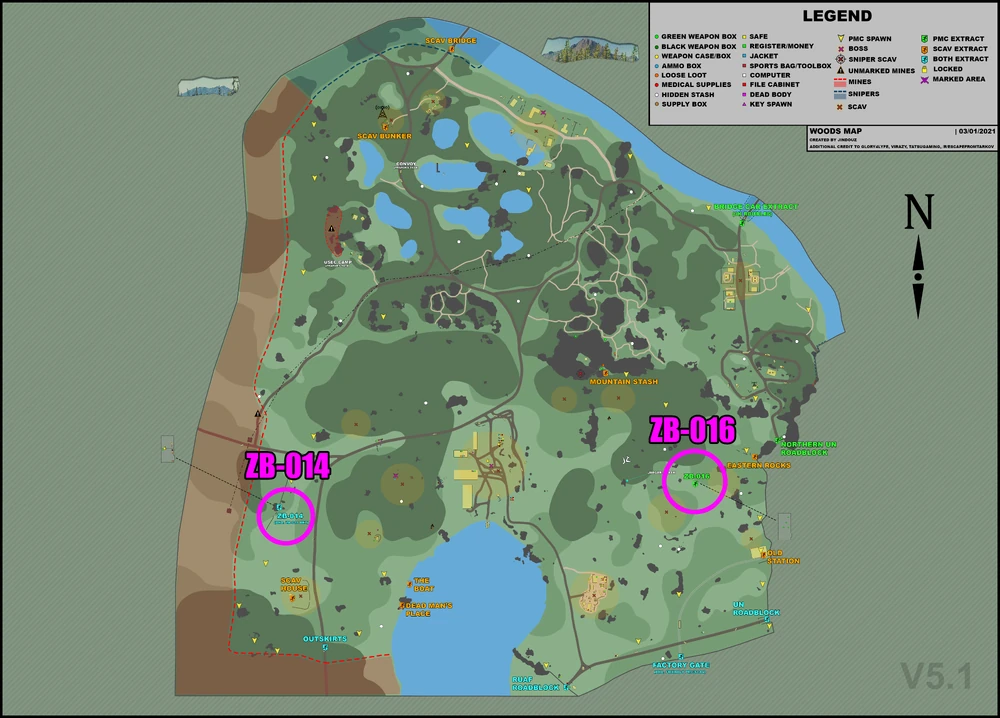 LEGEND
GREEN WEAPON BOX
BLACK WEAPON BOX
WEAPON CASE/BOX
AMMO BOX
LOOSE LOOT
MEDICAL SUPPLIES
HIDDEN STASH
SUPPLY BOX
SAFE
REGISTER/MONEY
JACKET
SPORTS BAG/TOOLBOX
COMPUTER
FILE CABINET
DEAD BODY
KEY SPAWN
PMC SPAWN
BOSS
SNIPER SCAV
UNMARKED MINES
MINES
SNIPERS
SCAV
PMC EXTRACT
SCAV EXTRACT
BOTH EXTRACT
LOCKED
MARKED AREA
WOODS MAP | 03/01/2021
CREATED BY JINDOUZ
N
SCAV BRIDGE
SCAV BUNKER
CONVOY
BRIDGE CAR EXTRACT
USEC CAMP
MOUNTAIN STASH
ZB-016
NORTHERN UN
ROADBLOCK
EASTERN ROCKS
ZB-016
ZB-014
ZB-014
OLD
STATION
SCAV
HOUSE
THE
BOAT
DEAD MAN'S
PLACE
UN
ROADBLOCK
OUTSKIRTS
FACTORY GATE
RUAF
ROADBLOCK
V5.1